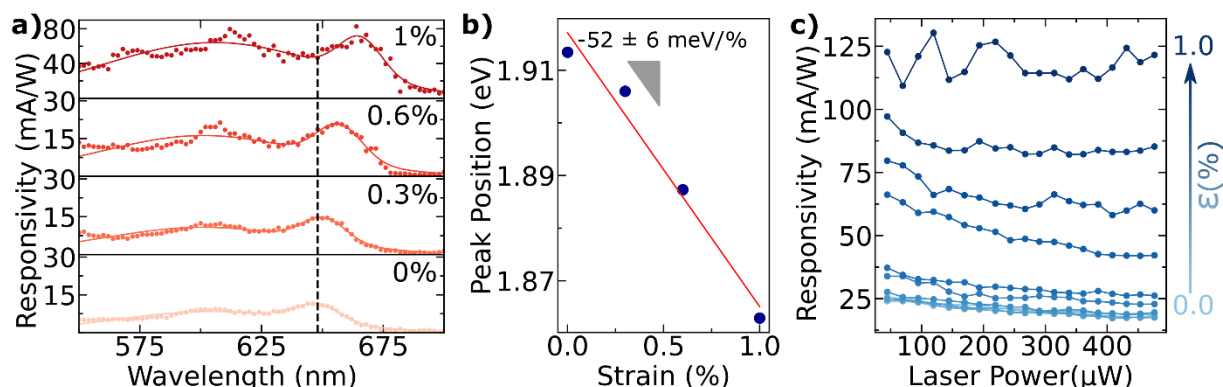 a)
Responsivity (mA/W)
80
40
1%
30
15
0.6%
30
15
0.3%
30
15
0%
575
625
675
Wavelength (nm)
b)
-52 ± 6 meV/%
Peak Position (eV)
1.91
1.89
1.87
0.0
0.5
1.0
Strain (%)
c)
Responsivity (mA/W)
125
100
75
50
25
100
200
300
400
Laser Power(µW)
1.0
ε(%)
0.0